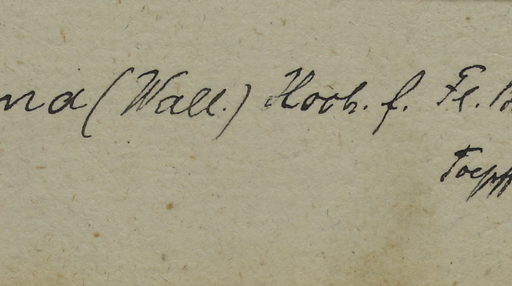 na (Wall.) Hook. f. Fl. B
Toepff